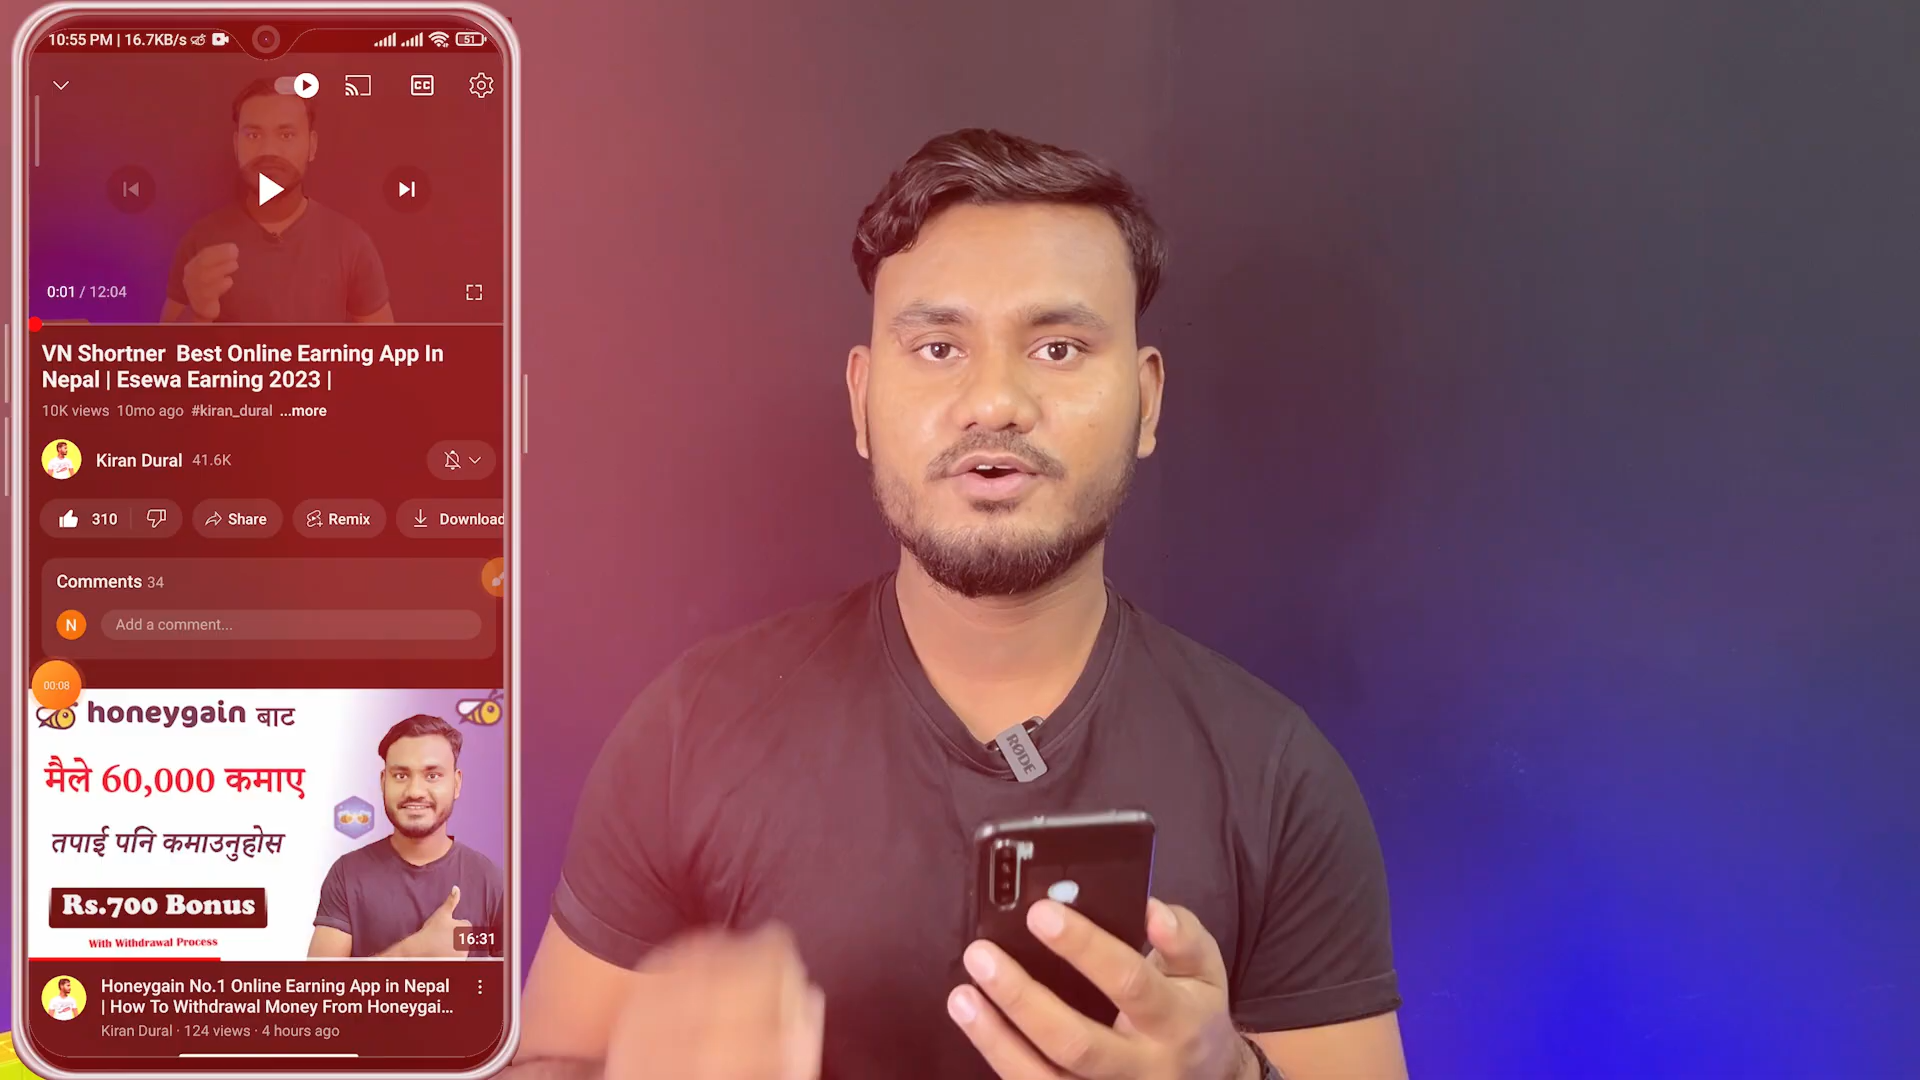 10:55 PM | 16.7KB/s
51
CC
0:01 / 12:04
VN Shortner Best Online Earning App In
Nepal | Esewa Earning 2023 |
10K views 10mo ago #kiran_dural ...more
Kiran Dural 41.6K
310
Share
Remix
Download
Comments 34
N
Add a comment...
00:08
honeygain बाट
मैले 60,000 कमाए
तपाई पनि कमाउनुहोस
Rs.700 Bonus
With Withdrawal Process
16:31
Honeygain No.1 Online Earning App in Nepal
| How To Withdrawal Money From Honeygai...
Kiran Dural · 124 views · 4 hours ago
RØDE